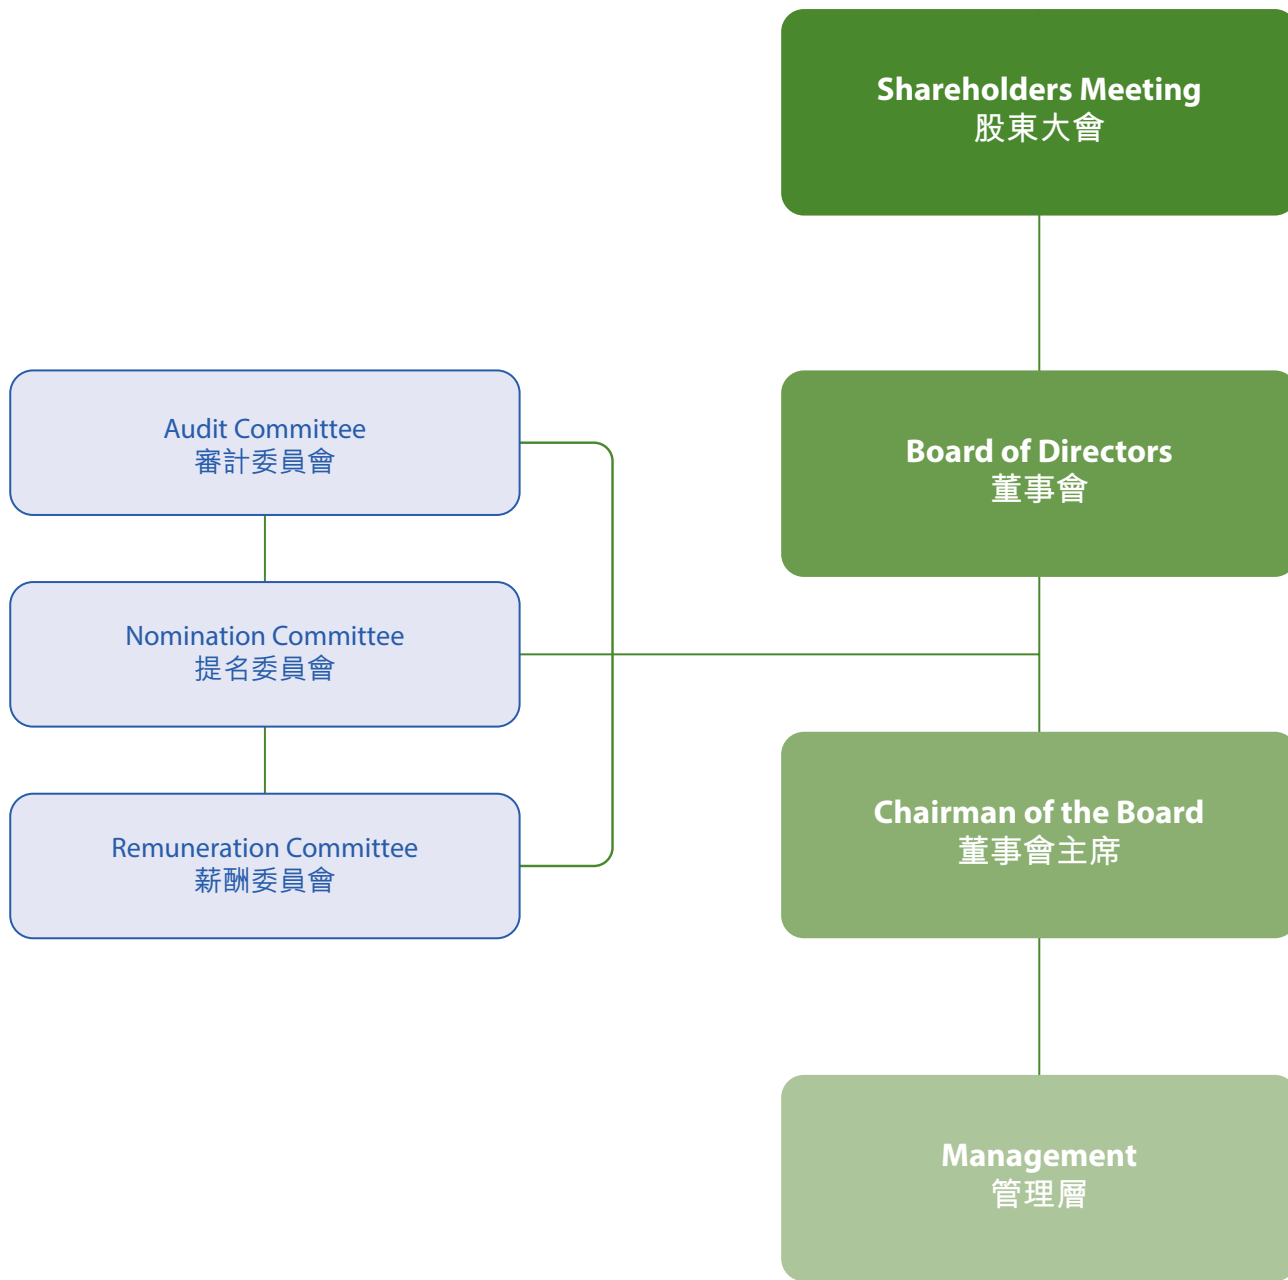 Shareholders Meeting
股東大會
Audit Committee
審計委員會
Board of Directors
董事會
Nomination Committee
提名委員會
Chairman of the Board
董事會主席
Remuneration Committee
薪酬委員會
Management
管理層